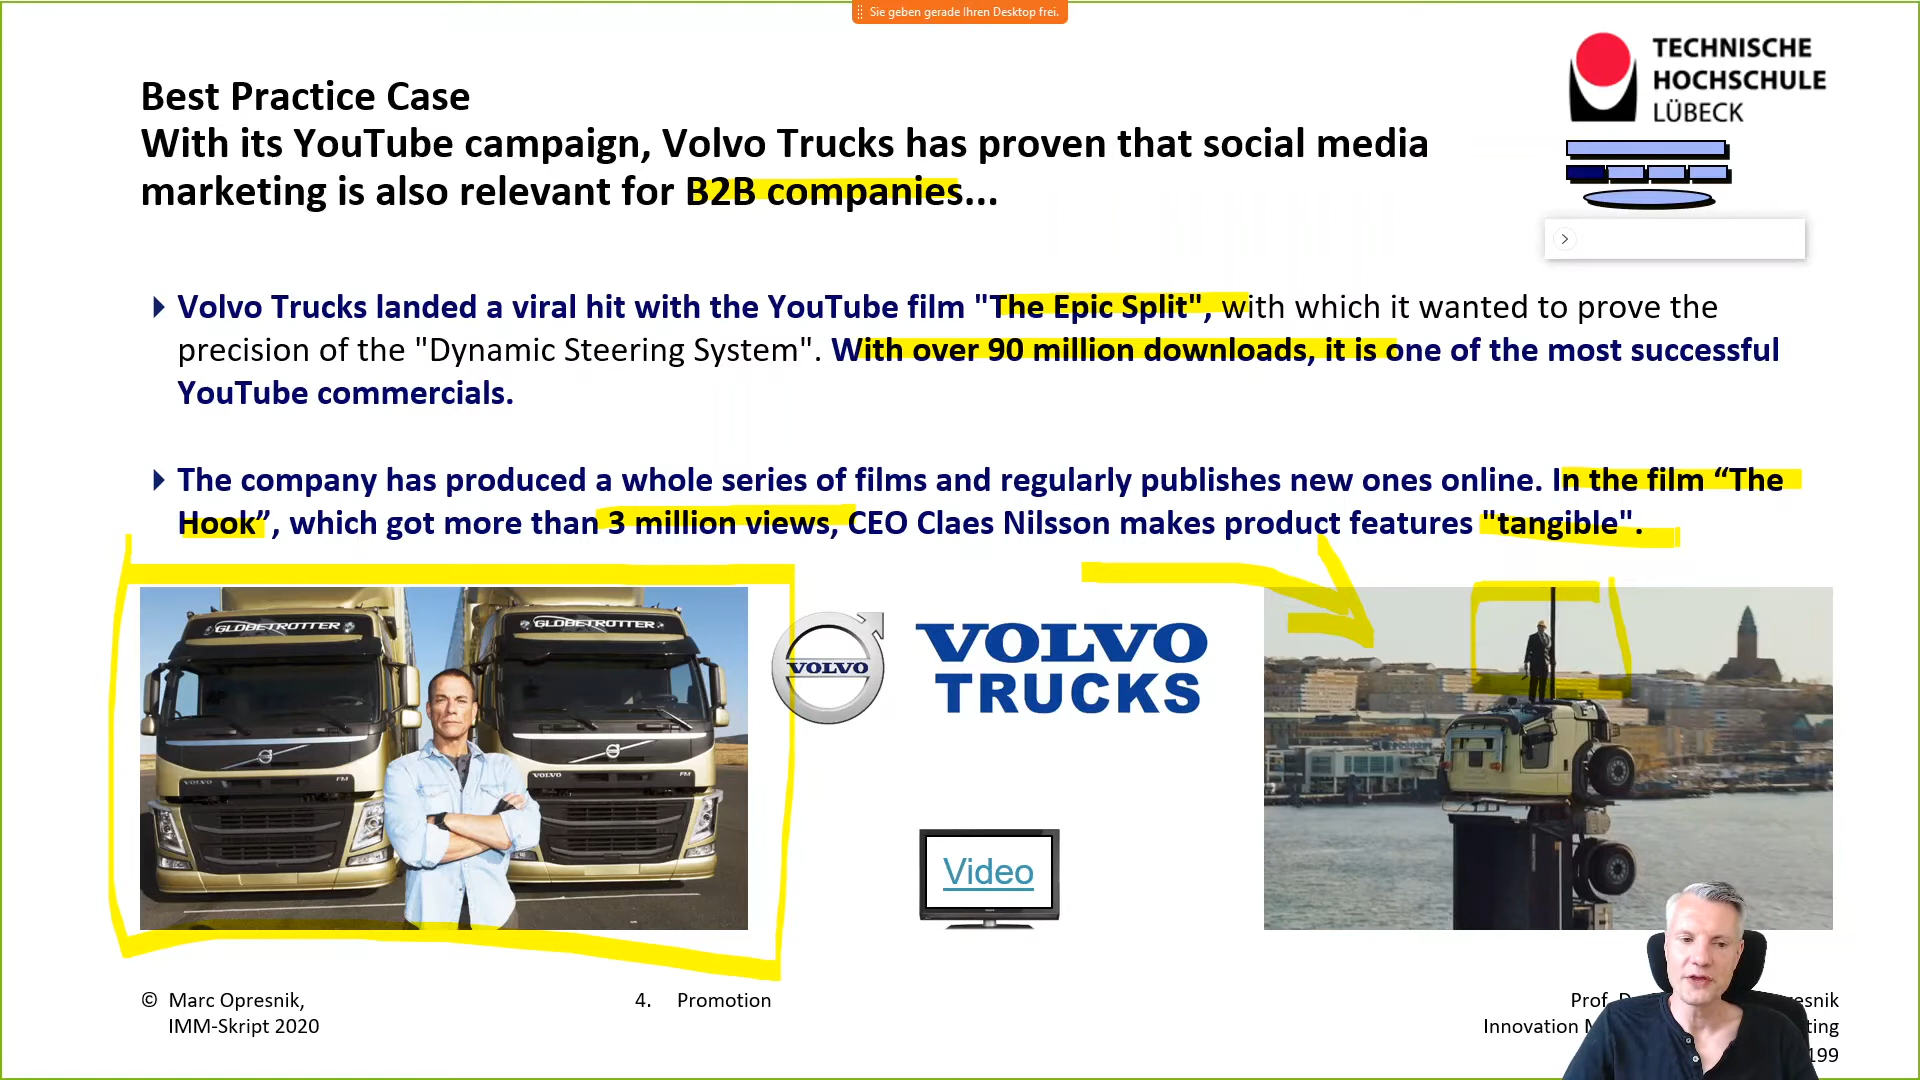 Sie geben gerade Ihren Desktop frei.
TECHNISCHE
HOCHSCHULE
LÜBECK
Best Practice Case
With its YouTube campaign, Volvo Trucks has proven that social media
marketing is also relevant for B2B companies...
Volvo Trucks landed a viral hit with the YouTube film "The Epic Split", with which it wanted to prove the
precision of the "Dynamic Steering System". With over 90 million downloads, it is one of the most successful
YouTube commercials.
The company has produced a whole series of films and regularly publishes new ones online. In the film “The
Hook”, which got more than 3 million views, CEO Claes Nilsson makes product features "tangible".
GLOBETROTTER
GLOBETROTTER
VOLVO
FM
VOLVO
FM
VOLVO
VOLVO
TRUCKS
Video
© Marc Opresnik,
IMM-Skript 2020
4. Promotion
Prof.
Innovation
199